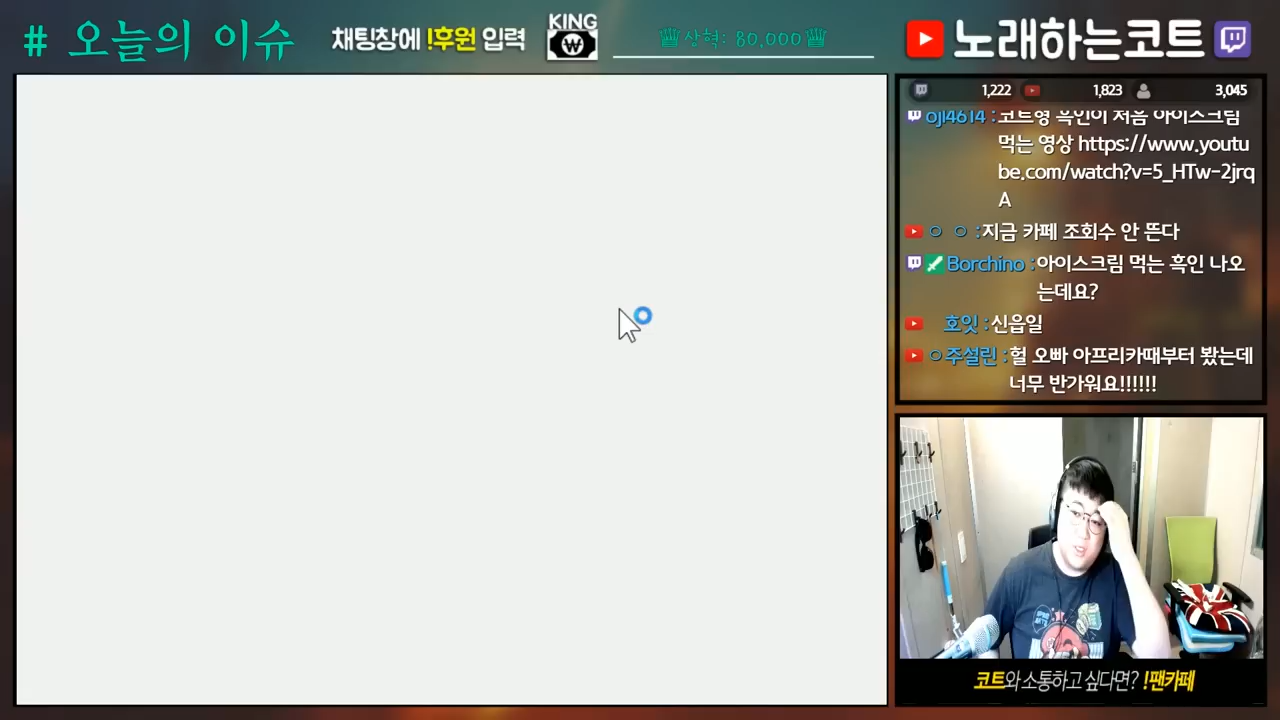 # 오늘의 이슈
채팅창에 !후원 입력
KING
₩
산혁: 80,000
노래하는코트
1,222 1,823 3,045
oji4614 : 코트형 흑인이 처음 아이스크림
먹는 영상 https://www.youtu
be.com/watch?v=5_HTw-2jrq
A
ㅇ ㅇ : 지금 카페 조회수 안 뜬다
Borchino : 아이스크림 먹는 흑인 나오
는데요?
호잇 : 신읍일
ㅇ주설린 : 헐 오빠 아프리카때부터 봤는데
너무 반가워요!!!!!!
코트와 소통하고 싶다면? !팬카페